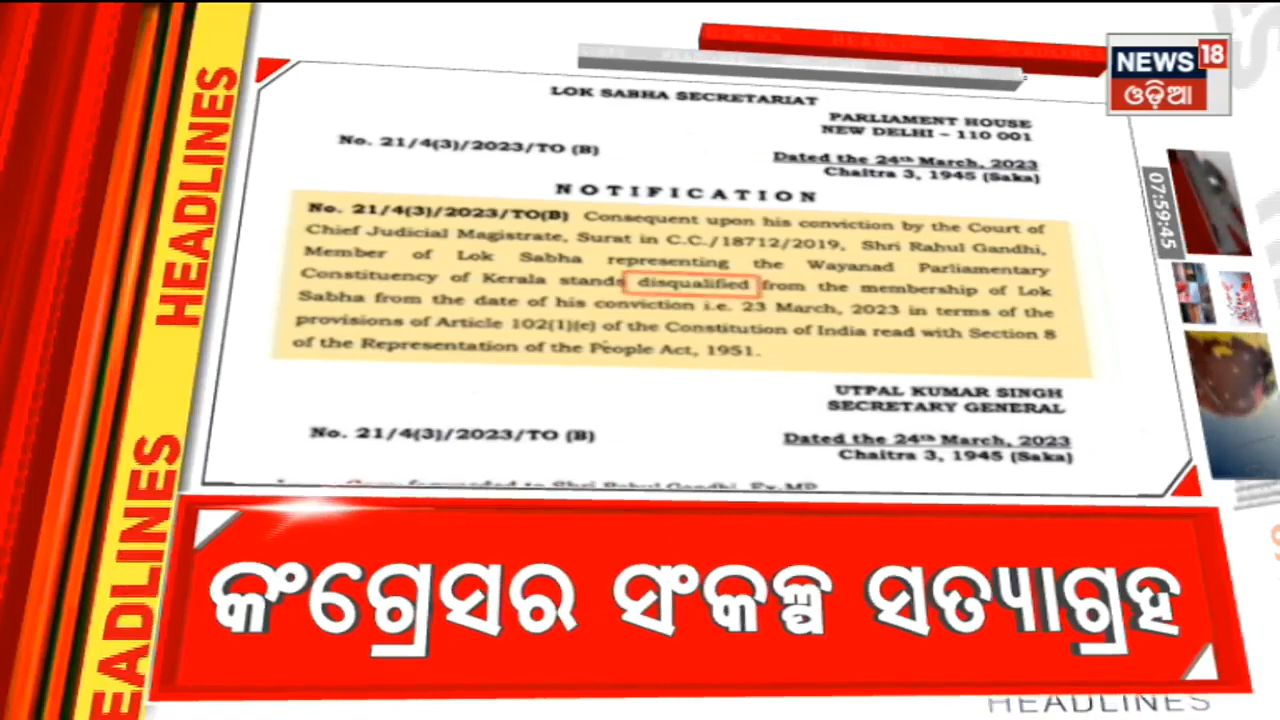 HEADLINES
HEADLINES
NEWS 18
ଓଡ଼ିଆ
07:59:45
LOK SABHA SECRETARIAT
PARLIAMENT HOUSE
NEW DELHI – 110 001
No. 21/4(3)/2023/TO (B)
Dated the 24th March, 2023
Chaitra 3, 1945 (Saka)
NOTIFICATION
No. 21/4(3)/2023/TO(B) Consequent upon his conviction by the Court of
Chief Judicial Magistrate, Surat in C.C./18712/2019, Shri Rahul Gandhi,
Member of Lok Sabha representing the Wayanad Parliamentary
Constituency of Kerala stands disqualified from the membership of Lok
Sabha from the date of his conviction i.e. 23 March, 2023 in terms of the
provisions of Article 102(1)(e) of the Constitution of India read with Section 8
of the Representation of the People Act, 1951.
UTPAL KUMAR SINGH
SECRETARY GENERAL
No. 21/4(3)/2023/TO (B)
Dated the 24th March, 2023
Chaitra 3, 1945 (Saka)
କଂଗ୍ରେସର ସଂକଳ୍ପ ସତ୍ୟାଗ୍ରହ
HEADLINES